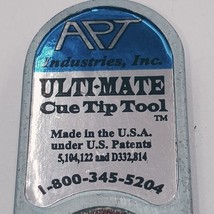 APT
Industries, Inc.
ULTI-MATE
Cue Tip Tool
TM
Made in the U.S.A.
under U.S. Patents
5,104,122 and D332,814
1-800-345-5204